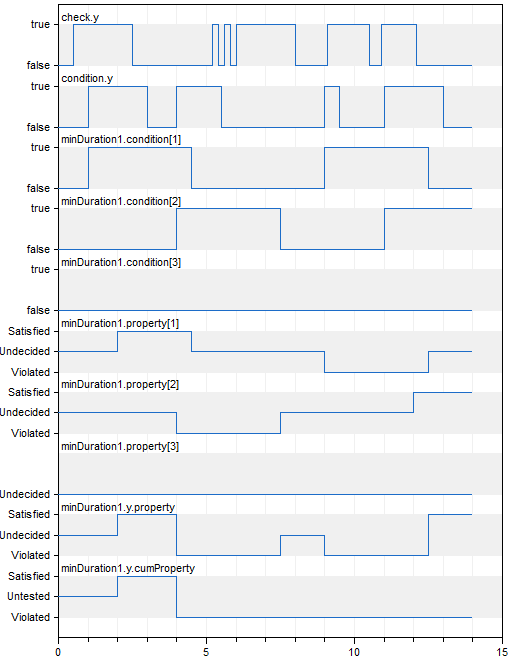 check.y
true
false
condition.y
true
false
minDuration1.condition[1]
true
false
minDuration1.condition[2]
true
false
minDuration1.condition[3]
true
false
minDuration1.property[1]
Satisfied
Undecided
Violated
minDuration1.property[2]
Satisfied
Undecided
Violated
minDuration1.property[3]
Undecided
minDuration1.y.property
Satisfied
Undecided
Violated
minDuration1.y.cumProperty
Satisfied
Untested
Violated
0 5 10 15